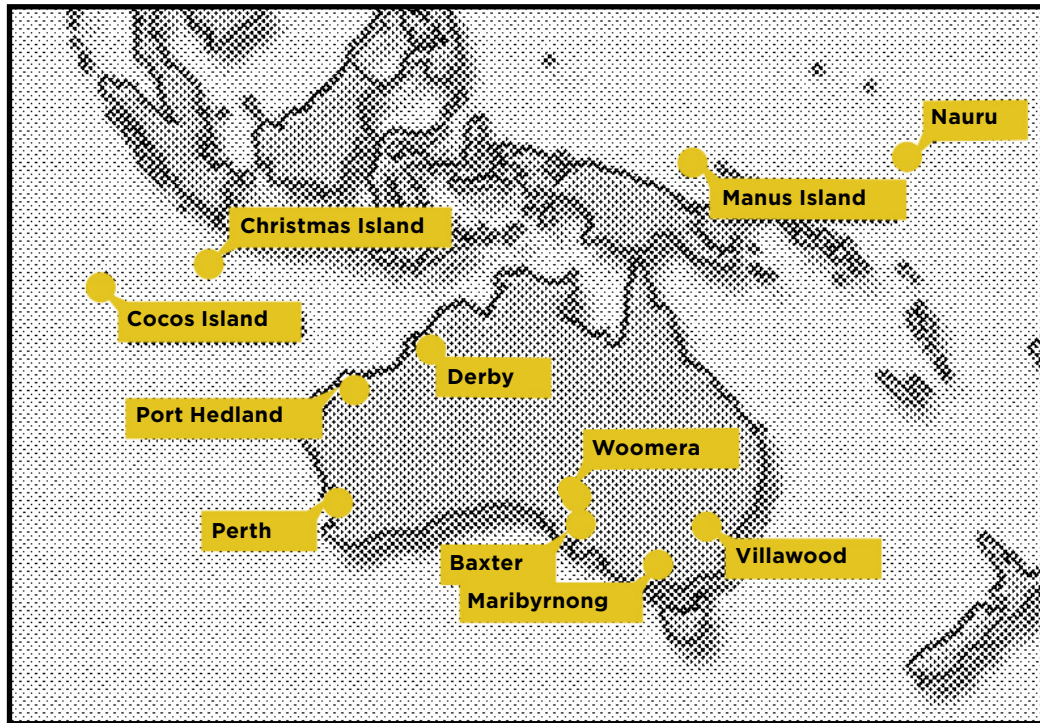 Nauru
Manus Island
Christmas Island
Cocos Island
Derby
Port Hedland
Woomera
Perth
Baxter
Villawood
Maribyrnong